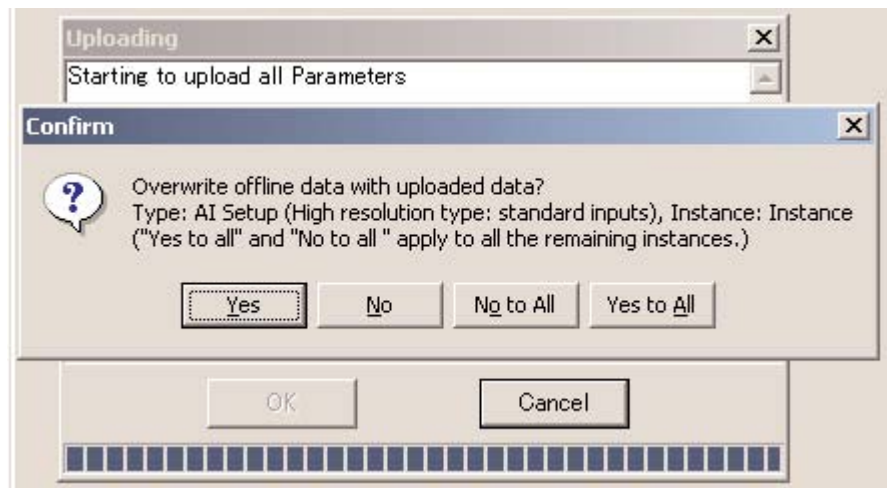 Uploading
Starting to upload all Parameters
Confirm
Overwrite offline data with uploaded data?
Type: AI Setup (High resolution type: standard inputs), Instance: Instance
("Yes to all" and "No to all " apply to all the remaining instances.)
Yes No No to All Yes to All
OK Cancel